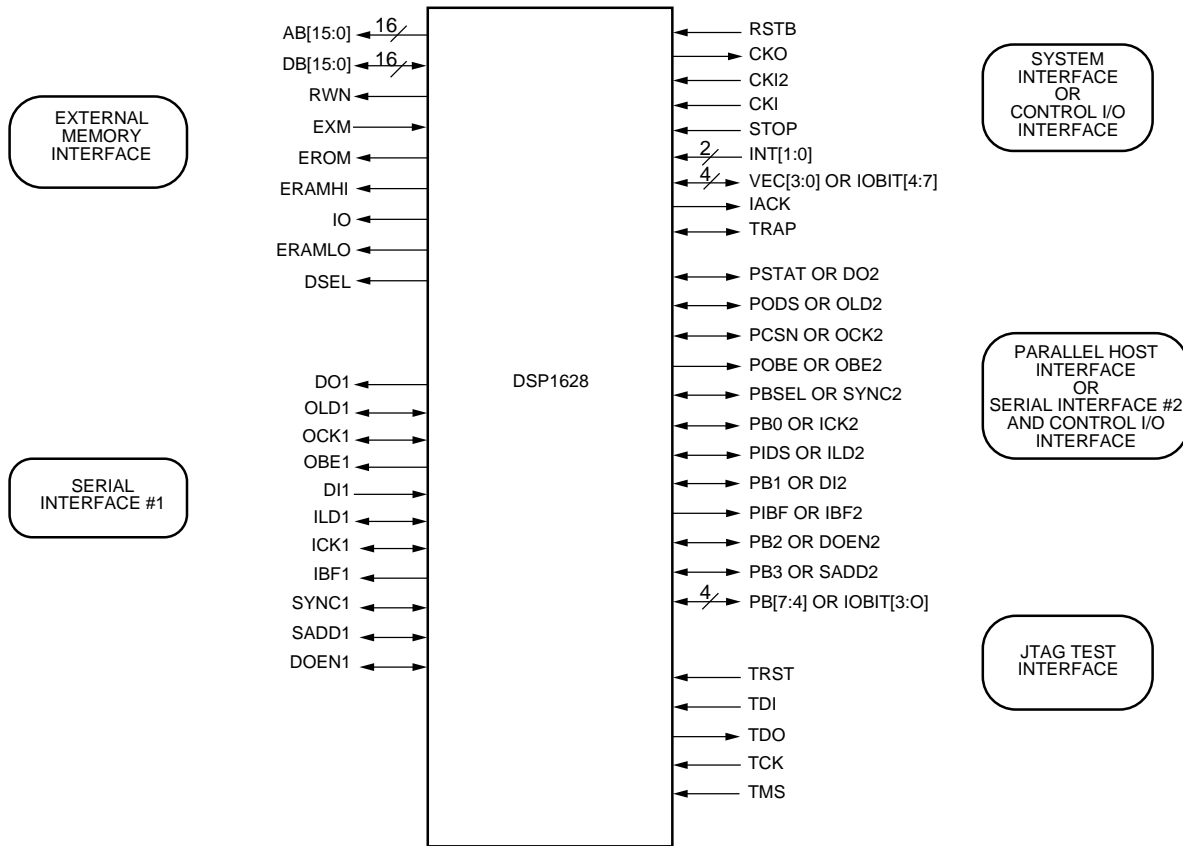 AB[15:0]
16
DB[15:0]
16
RWN
EXM
EROM
ERAMHI
IO
ERAMLO
DSEL
EXTERNAL
MEMORY
INTERFACE
DO1
OLD1
OCK1
OBE1
DI1
ILD1
ICK1
IBF1
SYNC1
SADD1
DOEN1
SERIAL
INTERFACE #1
DSP1628
RSTB
CKO
CKI2
CKI
STOP
2
INT[1:0]
4
VEC[3:0] OR IOBIT[4:7]
IACK
TRAP
SYSTEM
INTERFACE
OR
CONTROL I/O
INTERFACE
PSTAT OR DO2
PODS OR OLD2
PCSN OR OCK2
POBE OR OBE2
PBSEL OR SYNC2
PB0 OR ICK2
PIDS OR ILD2
PB1 OR DI2
PIBF OR IBF2
PB2 OR DOEN2
PB3 OR SADD2
4
PB[7:4] OR IOBIT[3:O]
PARALLEL HOST
INTERFACE
OR
SERIAL INTERFACE #2
AND CONTROL I/O
INTERFACE
TRST
TDI
TDO
TCK
TMS
JTAG TEST
INTERFACE